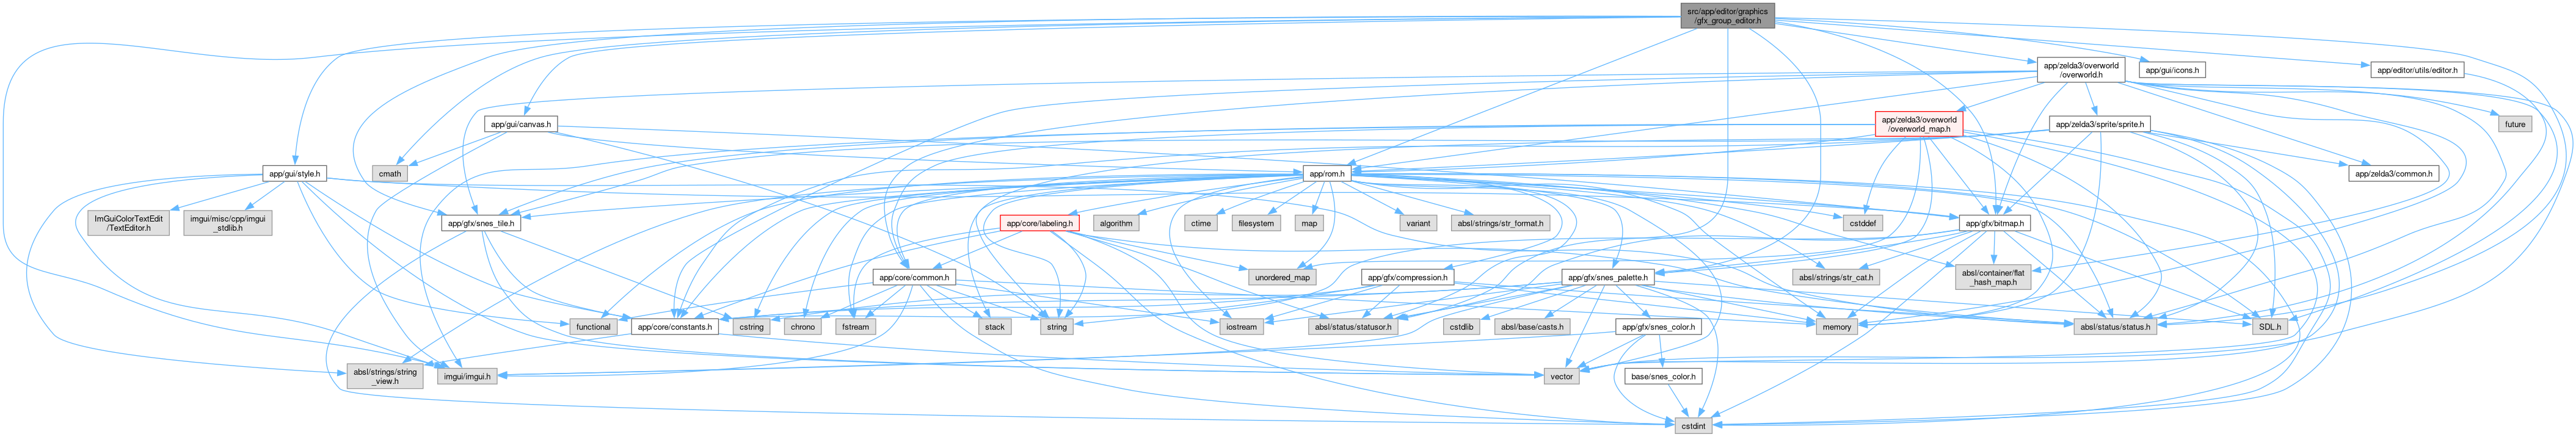 src/app/editor/graphics
/gfx_group_editor.h
app/zelda3/overworld
/overworld.h
app/gui/icons.h
app/editor/utils/editor.h
app/gui/canvas.h
app/zelda3/overworld
/overworld_map.h
app/zelda3/sprite/sprite.h
future
app/gui/style.h
cmath
app/rom.h
app/zelda3/common.h
ImGuiColorTextEdit
/TextEditor.h
imgui/misc/cpp/imgui
_stdlib.h
app/gfx/snes_tile.h
app/core/labeling.h
algorithm
ctime
filesystem
map
variant
absl/strings/str_format.h
cstddef
app/gfx/bitmap.h
app/core/common.h
unordered_map
app/gfx/compression.h
app/gfx/snes_palette.h
absl/strings/str_cat.h
absl/container/flat
_hash_map.h
functional
app/core/constants.h
cstring
chrono
fstream
stack
string
iostream
absl/status/statusor.h
cstdlib
absl/base/casts.h
app/gfx/snes_color.h
memory
absl/status/status.h
SDL.h
absl/strings/string
_view.h
imgui/imgui.h
vector
base/snes_color.h
cstdint